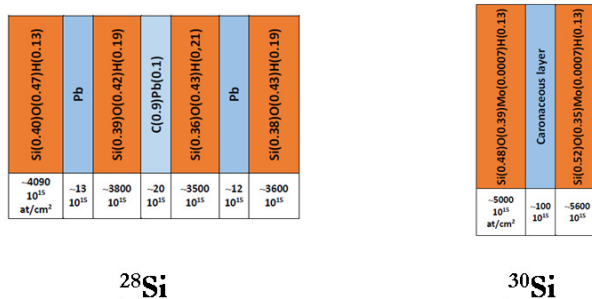 Si(0.40)O(0.47)H(0.13)
Pb
Si(0.39)O(0.42)H(0.19)
C(0.9)Pb(0.1)
Si(0.36)O(0.43)H(0,21)
Pb
Si(0.38)O(0.43)H(0.19)
~4090
10¹⁵
at/cm²
~13
10¹⁵
~3800
10¹⁵
~20
10¹⁵
~3500
10¹⁵
~12
10¹⁵
~3600
10¹⁵
²⁸Si
Si(0.48)O(0.39)Mo(0.0007)H(0.13)
Caronaceous layer
Si(0.52)O(0.35)Mo(0.0007)H(0.13)
~5000
10¹⁵
at/cm²
~100
10¹⁵
~5600
10¹⁵
³⁰Si